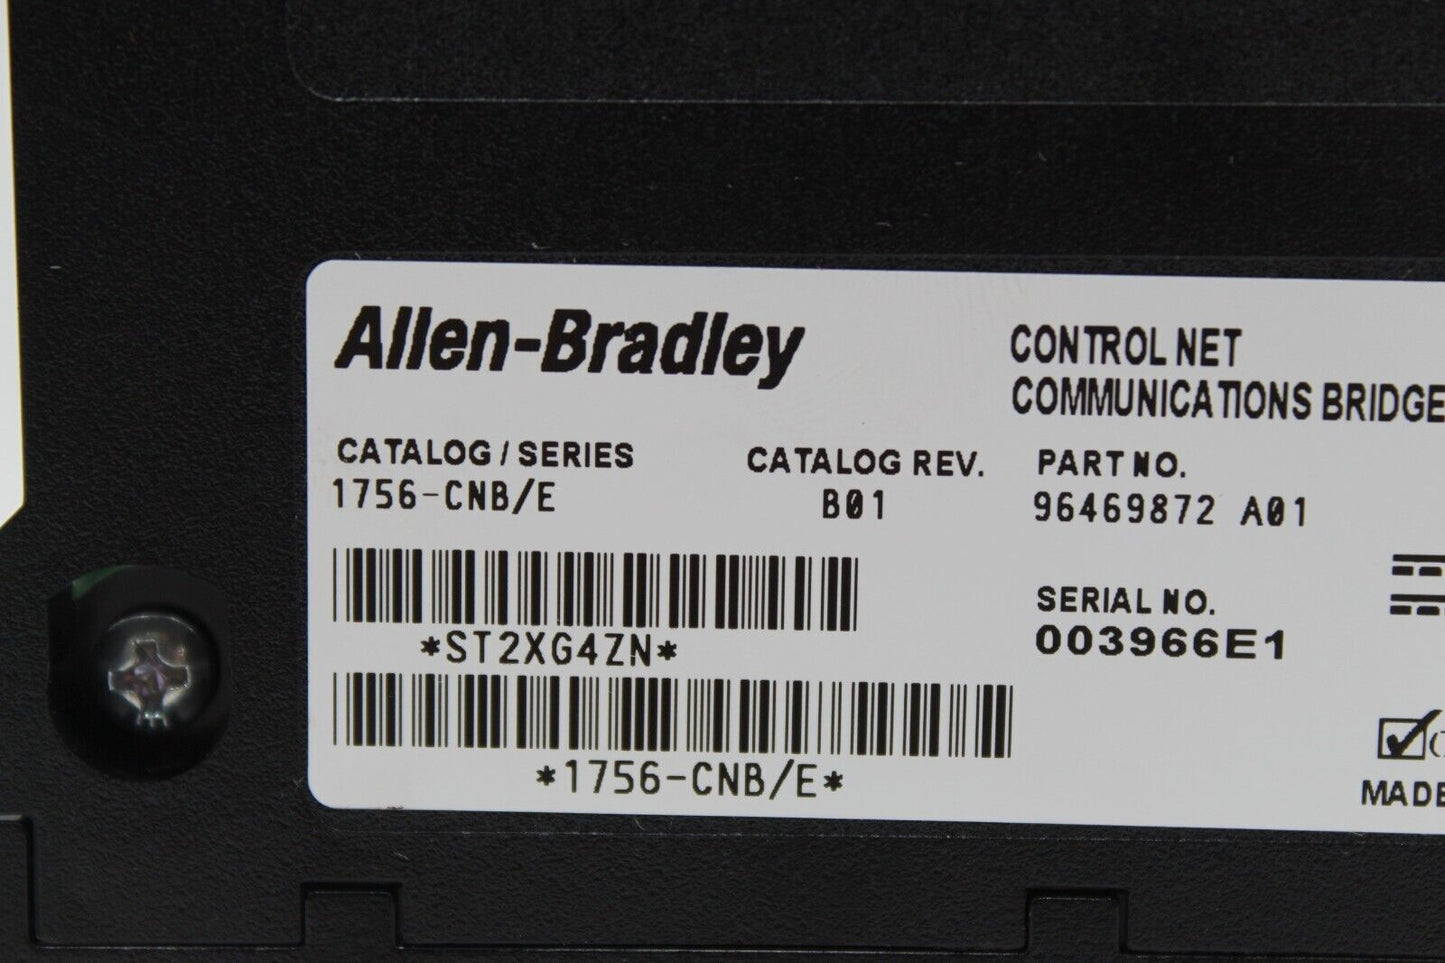 Allen-Bradley
CONTROL NET
COMMUNICATIONS BRIDGE
CATALOG / SERIES
1756-CNB/E
CATALOG REV.
B01
PART NO.
96469872 A01
*ST2XG4ZN*
SERIAL NO.
003966E1
*1756-CNB/E*
MADE